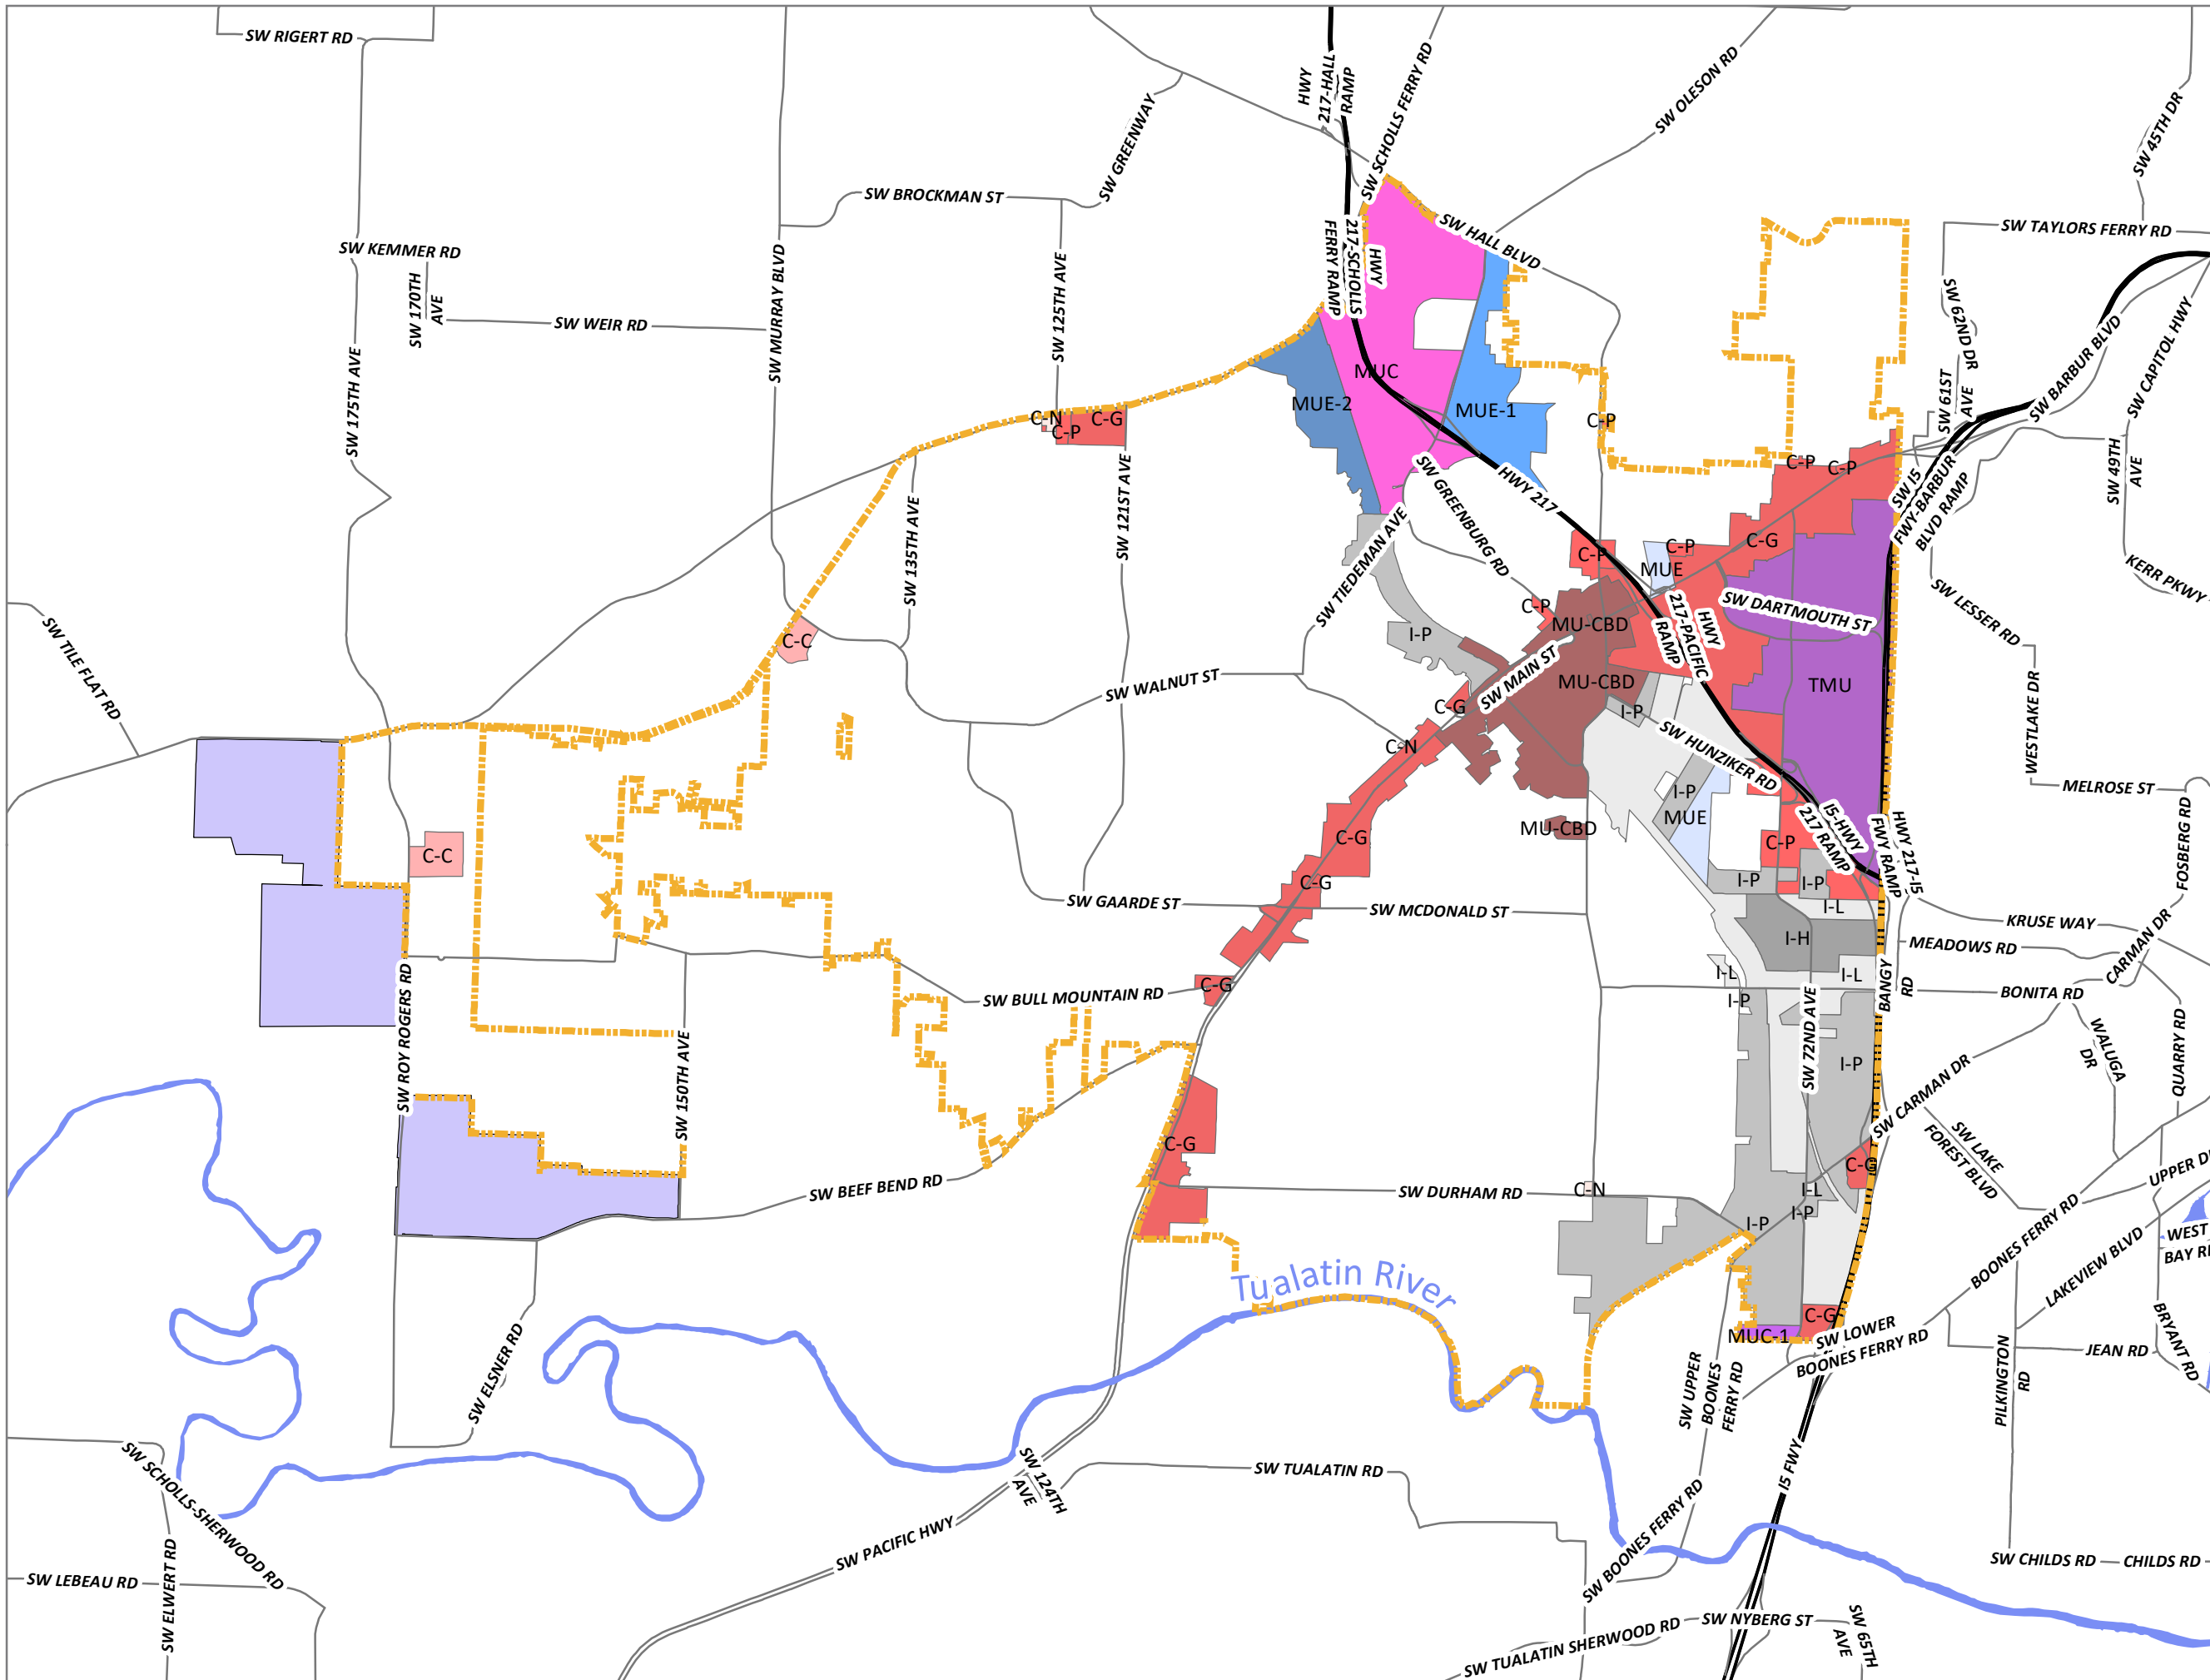 SW RIGERT RD
HWY
217-HALL
RAMP
SW SCHOLLS FERRY RD
SW OLESON RD
SW 45TH DR
SW GREENWAY
SW BROCKMAN ST
SW KEMMER RD
SW 170TH
AVE
SW WEIR RD
SW MURRAY BLVD
SW 125TH AVE
SW 175TH AVE
217-SCHOLLS
FERRY RAMP
HWY
SW HALL BLVD
SW TAYLORS FERRY RD
SW 62ND DR
SW 61ST
AVE
SW BARBUR BLVD
SW CAPITOL HWY
SW 49TH
AVE
MUC
MUE-2
MUE-1
C-P
C-N
C-P
C-G
C-P
C-P
SW 121ST AVE
SW 135TH AVE
SW GREENBURG RD
HWY 217
SW TIEDEMAN AVE
SW I5
FWY-BARBUR
BLVD RAMP
KERR PKWY
SW LESSER RD
C-G
C-P
C-P
MUE
C-P
MU-CBD
SW DARTMOUTH ST
HWY
217-PACIFIC
RAMP
I-P
C-C
SW TILE FLAT RD
SW WALNUT ST
SW MAIN ST
MU-CBD
TMU
WESTLAKE DR
C-G
I-P
C-N
SW HUNZIKER RD
MELROSE ST
I-P
MUE
MU-CBD
C-G
C-P
I5-HWY
217 RAMP
HWY 217-I5
FWY RAMP
FOSBERG RD
C-C
C-G
I-P
I-P
SW GAARDE ST
SW MCDONALD ST
I-L
KRUSE WAY
I-H
MEADOWS RD
CARMAN DR
SW ROY ROGERS RD
SW BULL MOUNTAIN RD
C-G
I-L
I-L
I-P
BANGY
RD
BONITA RD
SW 72ND AVE
SW 150TH AVE
I-P
WALUGA
DR
QUARRY RD
C-G
SW CARMAN DR
SW LAKE
FOREST BLVD
C-G
SW BEEF BEND RD
SW DURHAM RD
C-N
I-L
I-P
I-P
UPPER DR
BOONES FERRY RD
LAKEVIEW BLVD
WEST
BAY RD
Tualatin River
C-G
MUC-1
SW LOWER
BOONES FERRY RD
JEAN RD
BRYANT RD
PILKINGTON
RD
SW ELSNER RD
SW UPPER
BOONES
FERRY RD
SW SCHOLLS-SHERWOOD RD
SW 124TH
AVE
SW TUALATIN RD
I5 FWY
SW PACIFIC HWY
SW BOONES FERRY RD
SW CHILDS RD
CHILDS RD
SW LEBEAU RD
SW ELWERT RD
SW TUALATIN SHERWOOD RD
SW NYBERG ST
SW 65TH
AVE